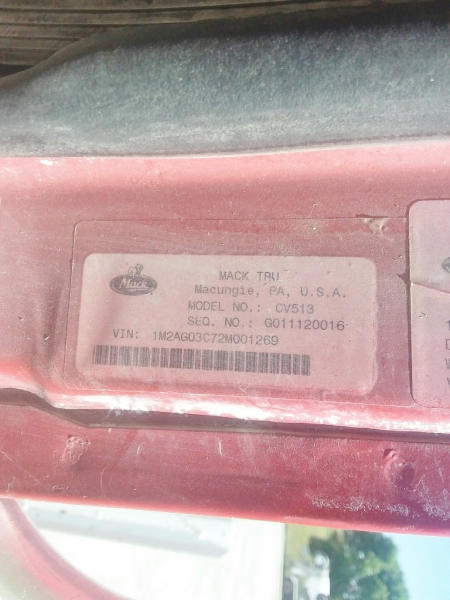 Mack
MACK TRU
Macungie, PA, U.S.A.
MODEL NO.: CV513
SEQ. NO.: G011120016
VIN: 1M2AG03C72M001269